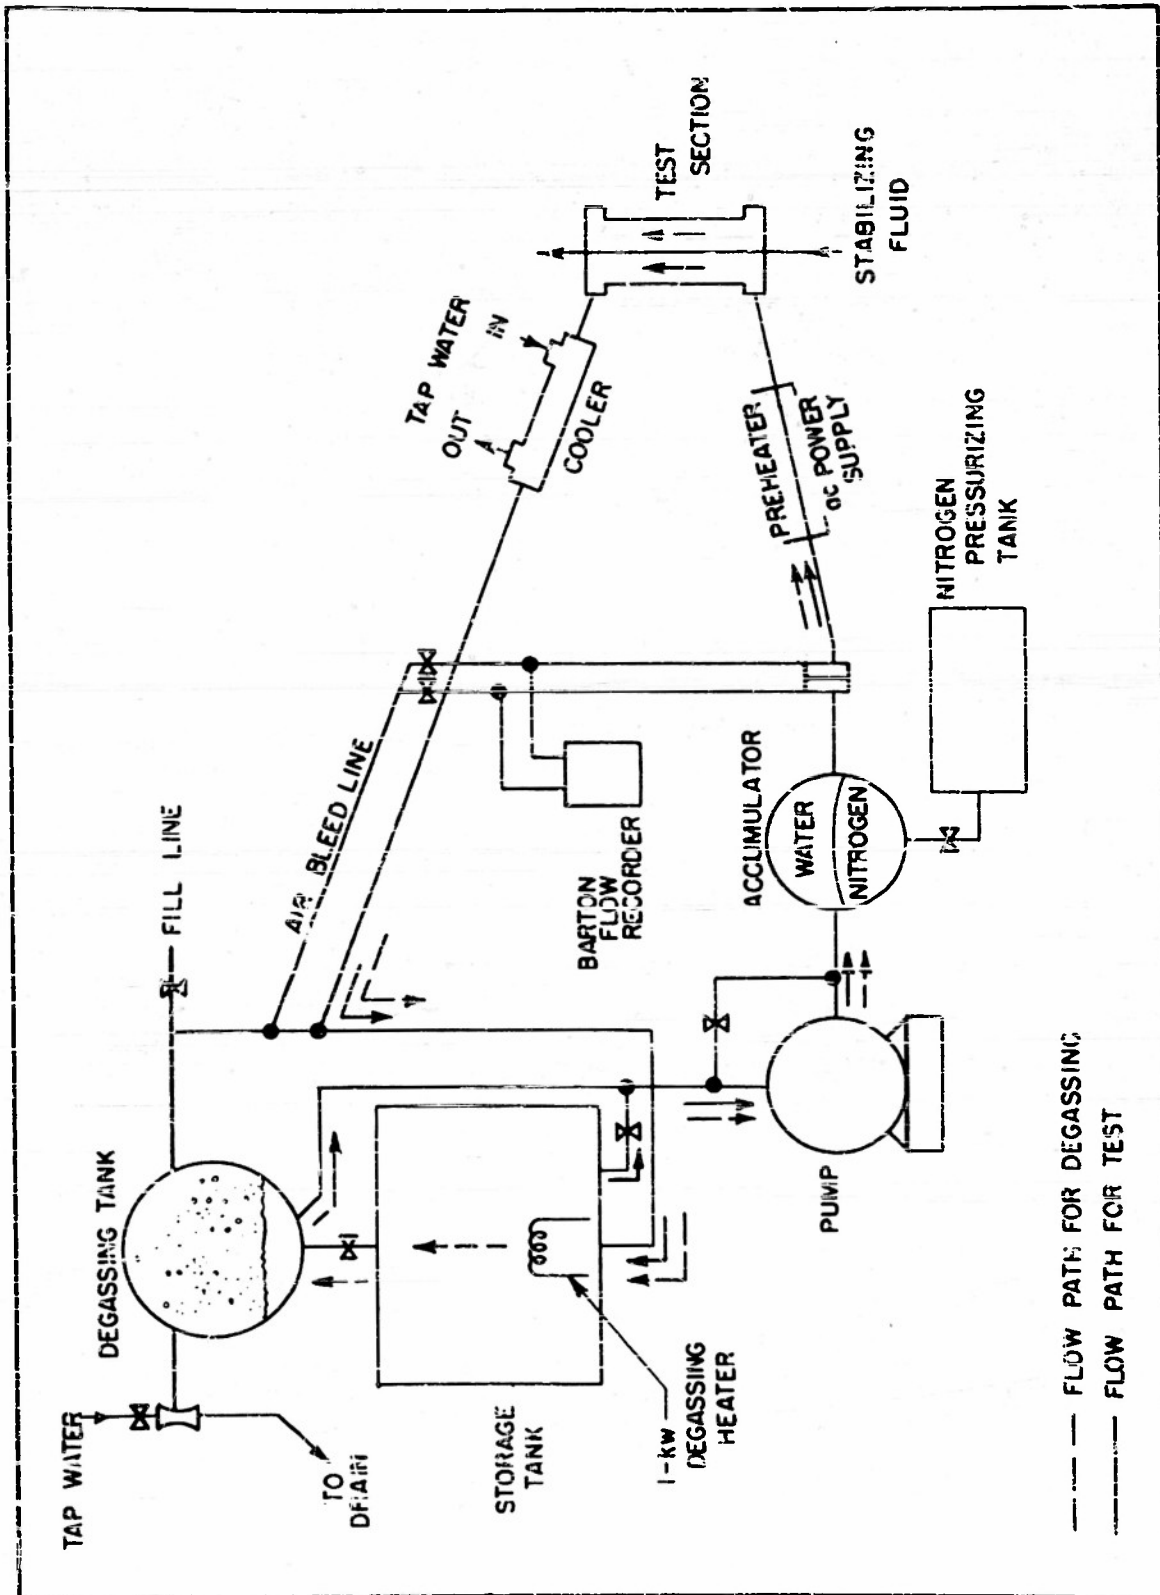 TAP WATER
TO
DRAIN
DEGASSING TANK
FILL LINE
STORAGE
TANK
1-KW
DEGASSING
HEATER
PUMP
AIR BLEED LINE
BARTON
FLOW
RECORDER
ACCUMULATOR
WATER
NITROGEN
NITROGEN
PRESSURIZING
TANK
TAP WATER
OUT
IN
COOLER
PREHEATER
ac POWER
SUPPLY
TEST
SECTION
STABILIZING
FLUID
FLOW PATH FOR DEGASSING
FLOW PATH FOR TEST